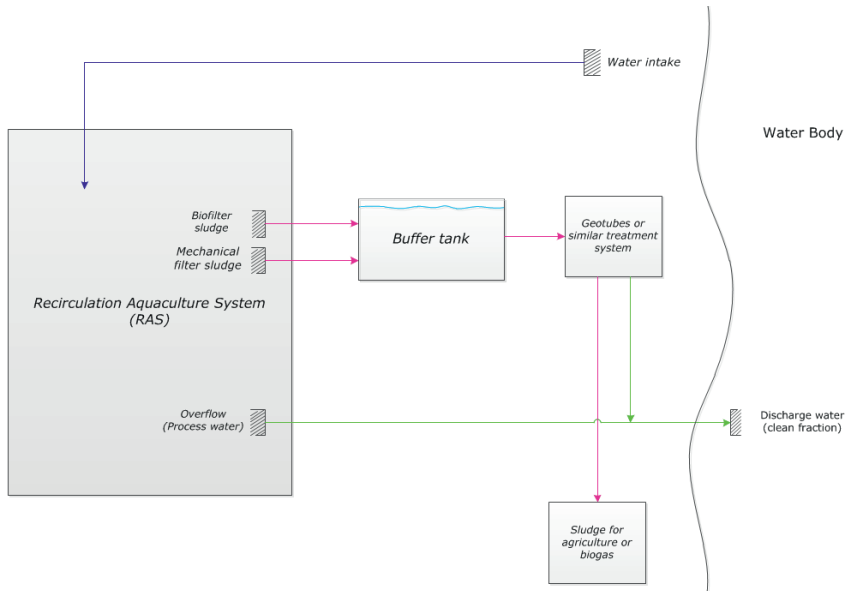 Water intake
Water Body
Biofilter
sludge
Mechanical
filter sludge
Buffer tank
Geotubes or
similar treatment
system
Recirculation Aquaculture System
(RAS)
Overflow
(Process water)
Discharge water
(clean fraction)
Sludge for
agriculture or
biogas